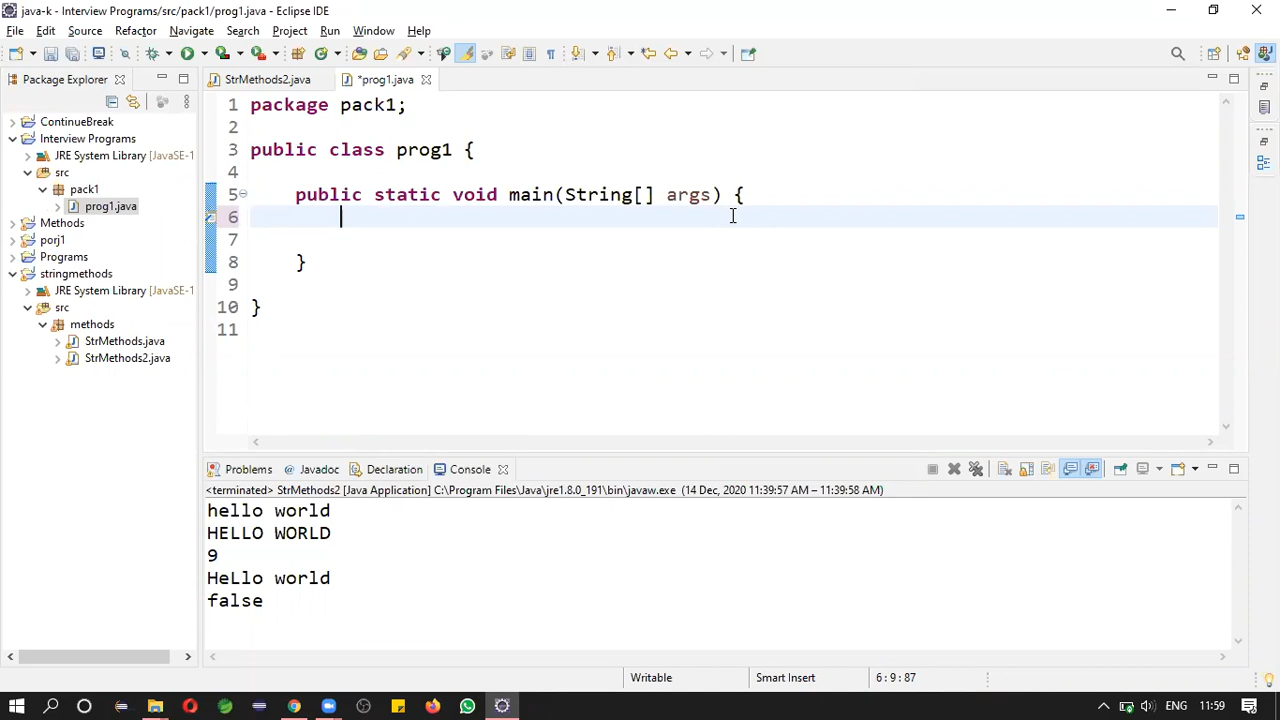 java-k - Interview Programs/src/pack1/prog1.java - Eclipse IDE
File Edit Source Refactor Navigate Search Project Run Window Help
Package Explorer
StrMethods2.java
*prog1.java
ContinueBreak
Interview Programs
JRE System Library [JavaSE-1
src
pack1
prog1.java
Methods
porj1
Programs
stringmethods
JRE System Library [JavaSE-1
src
methods
StrMethods.java
StrMethods2.java
1 package pack1;
2
3 public class prog1 {
4
5 public static void main(String[] args) {
6
7
8 }
9
10 }
11
Problems Javadoc Declaration Console
<terminated> StrMethods2 [Java Application] C:\Program Files\Java\jre1.8.0_191\bin\javaw.exe (14 Dec, 2020 11:39:57 AM – 11:39:58 AM)
hello world
HELLO WORLD
9
HeLlo world
false
Writable Smart Insert 6 : 9 : 87
ENG 11:59